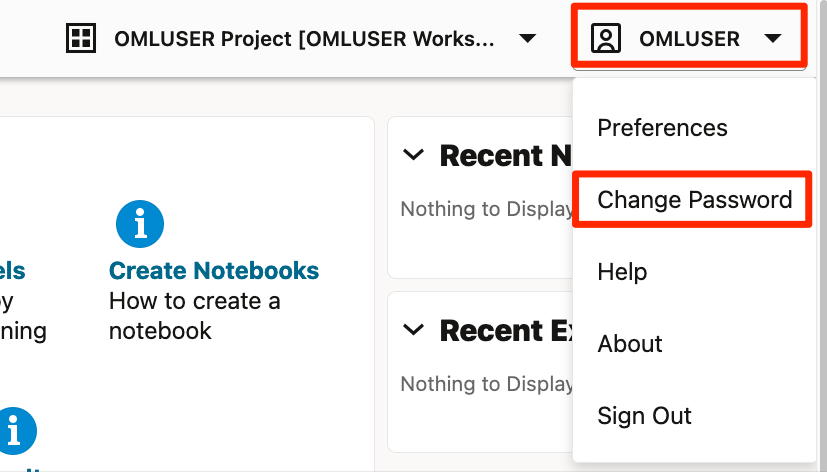 OMLUSER Project [OMLUSER Works...
OMLUSER
Preferences
Change Password
Help
About
Sign Out
Recent N
Nothing to Display
Recent Ex
Nothing to Display
els
by
ning
Create Notebooks
How to create a
notebook